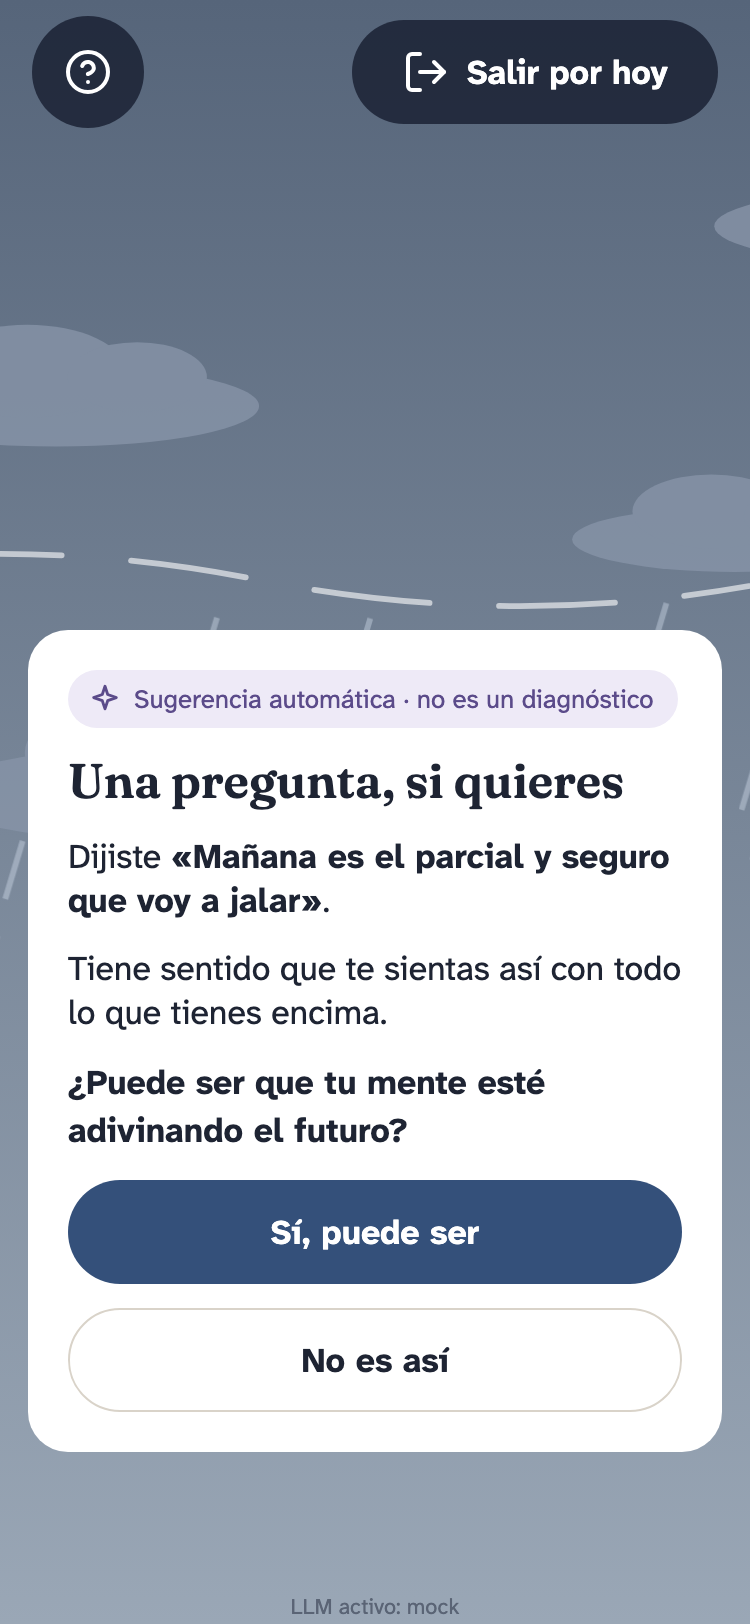 Salir por hoy
Sugerencia automática · no es un diagnóstico
Una pregunta, si quieres
Dijiste «Mañana es el parcial y seguro
que voy a jalar».
Tiene sentido que te sientas así con todo
lo que tienes encima.
¿Puede ser que tu mente esté
adivinando el futuro?
Sí, puede ser
No es así
LLM activo: mock